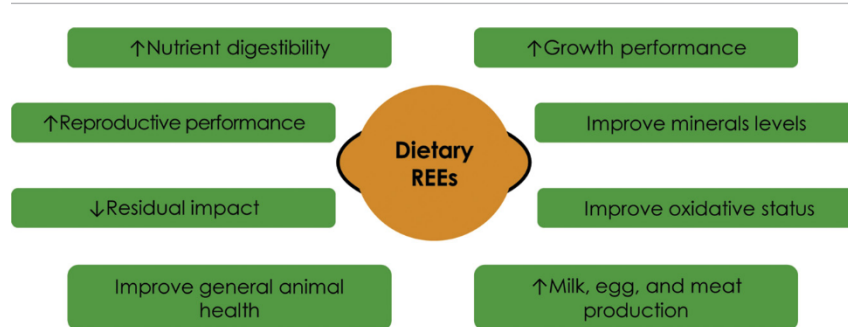 ↑Nutrient digestibility
↑Growth performance
↑Reproductive performance
Improve minerals levels
Dietary
REEs
↓Residual impact
Improve oxidative status
Improve general animal
health
↑Milk, egg, and meat
production